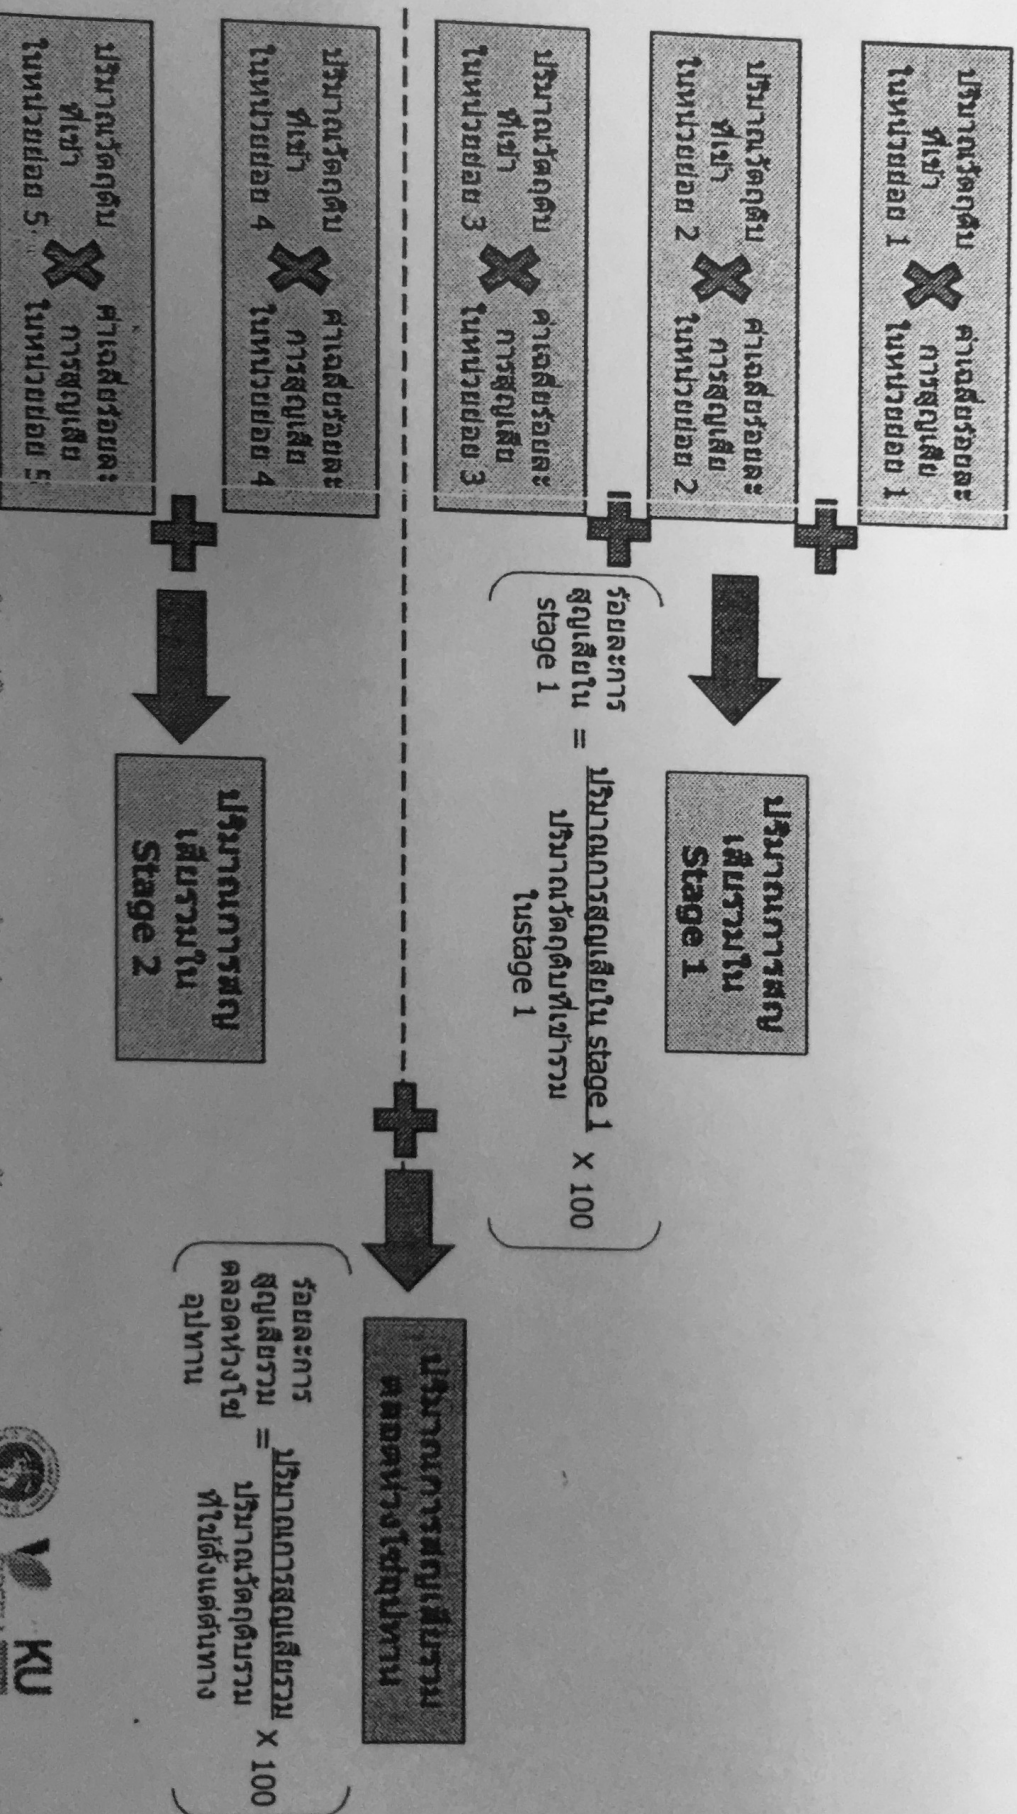 ปริมาณวัตถุดิบ
ที่เข้า
ในหน่วยย่อย 1
ค่าเฉลี่ยร้อยละ
การสูญเสีย
ในหน่วยย่อย 1
ปริมาณวัตถุดิบ
ที่เข้า
ในหน่วยย่อย 2
ค่าเฉลี่ยร้อยละ
การสูญเสีย
ในหน่วยย่อย 2
ปริมาณวัตถุดิบ
ที่เข้า
ในหน่วยย่อย 3
ค่าเฉลี่ยร้อยละ
การสูญเสีย
ในหน่วยย่อย 3
ปริมาณการสูญ
เสียรวมใน
Stage 1
ร้อยละการ
สูญเสียใน
stage 1
=
ปริมาณการสูญเสียใน stage 1
ปริมาณวัตถุดิบที่เข้ารวม
ในstage 1
X 100
ปริมาณวัตถุดิบ
ที่เข้า
ในหน่วยย่อย 4
ค่าเฉลี่ยร้อยละ
การสูญเสีย
ในหน่วยย่อย 4
ปริมาณวัตถุดิบ
ที่เข้า
ในหน่วยย่อย 5
ค่าเฉลี่ยร้อยละ
การสูญเสีย
ในหน่วยย่อย 5
ปริมาณการสูญ
เสียรวมใน
Stage 2
ปริมาณการสูญเสียรวม
ตลอดห่วงโซ่อุปทาน
ร้อยละการ
สูญเสียรวม
ตลอดห่วงโซ่
อุปทาน
=
ปริมาณการสูญเสียรวม
ปริมาณวัตถุดิบรวม
ที่ใช้ตั้งแต่ต้นทาง
X 100
KU